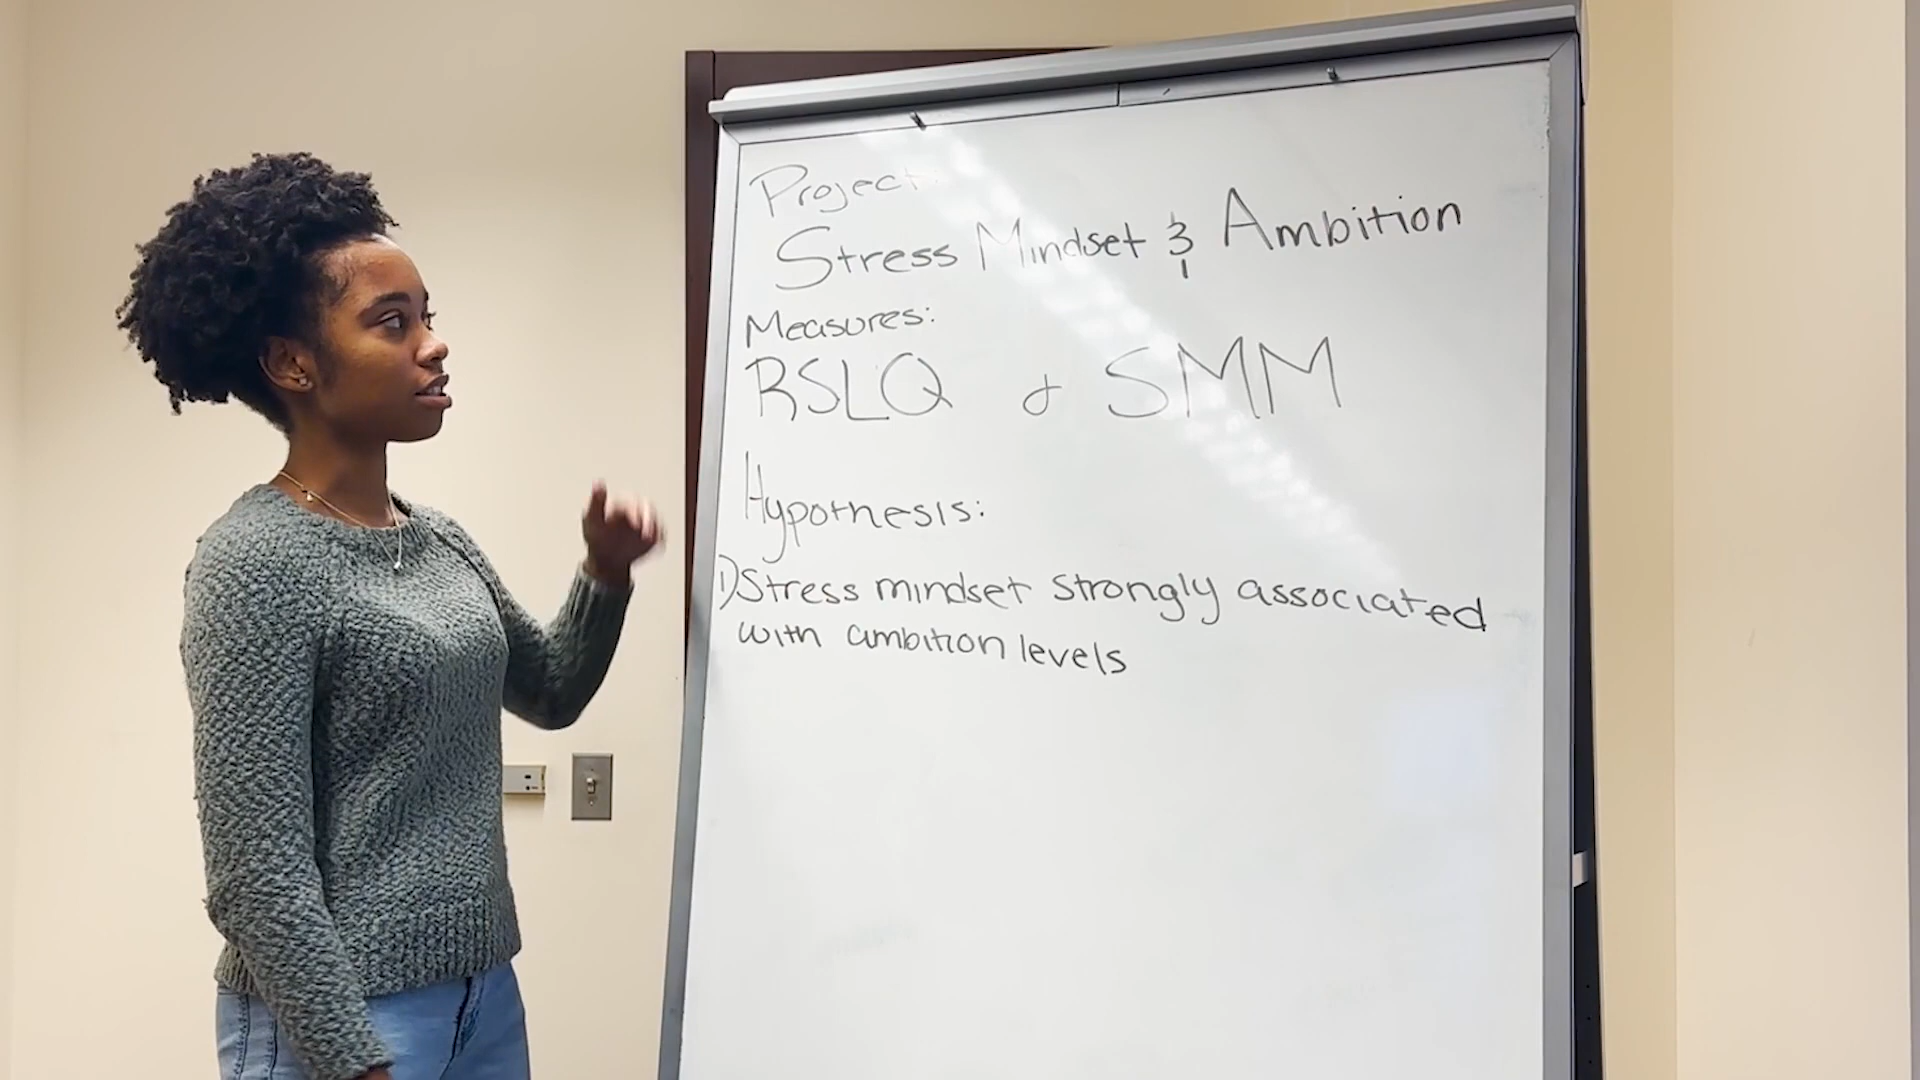 Project
Stress Mindset & Ambition
Measures:
RSLQ & SMM
Hypothesis:
1) Stress mindset strongly associated
with ambition levels